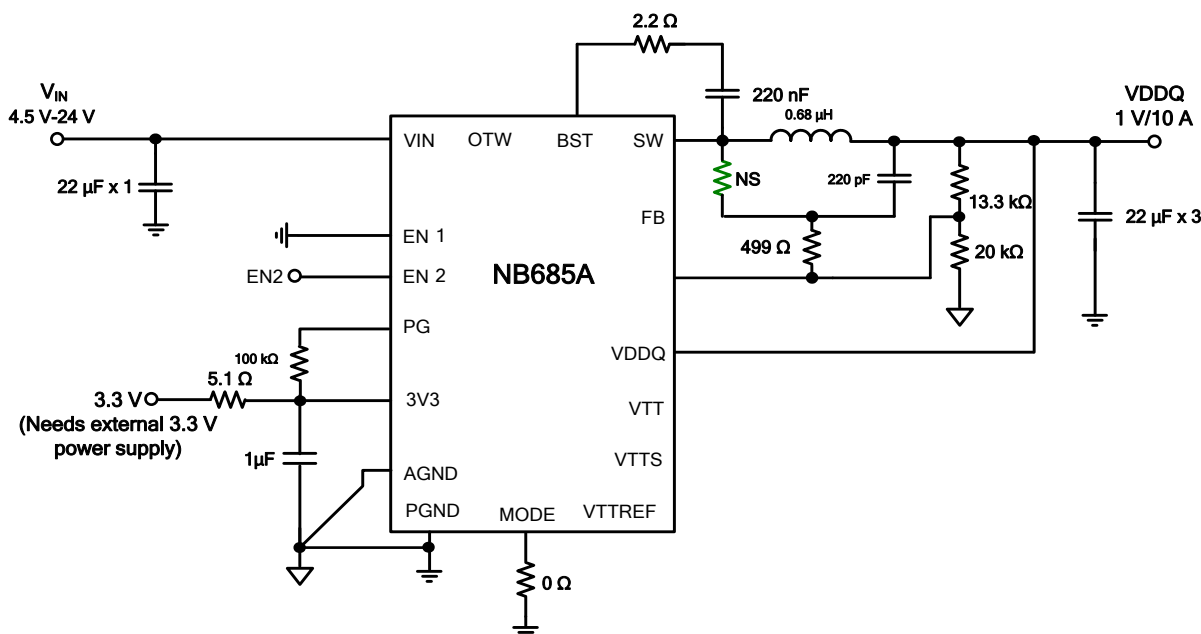 2.2 Ω
V_IN
4.5 V-24 V
220 nF
0.68 µH
VDDQ
1 V/10 A
VIN
OTW
BST
SW
22 µF x 1
NS
220 pF
13.3 kΩ
FB
22 µF x 3
EN 1
499 Ω
20 kΩ
EN2
EN 2
NB685A
PG
100 kΩ
VDDQ
5.1 Ω
3.3 V
3V3
VTT
(Needs external 3.3 V
power supply)
1µF
VTTS
AGND
PGND
MODE
VTTREF
0 Ω